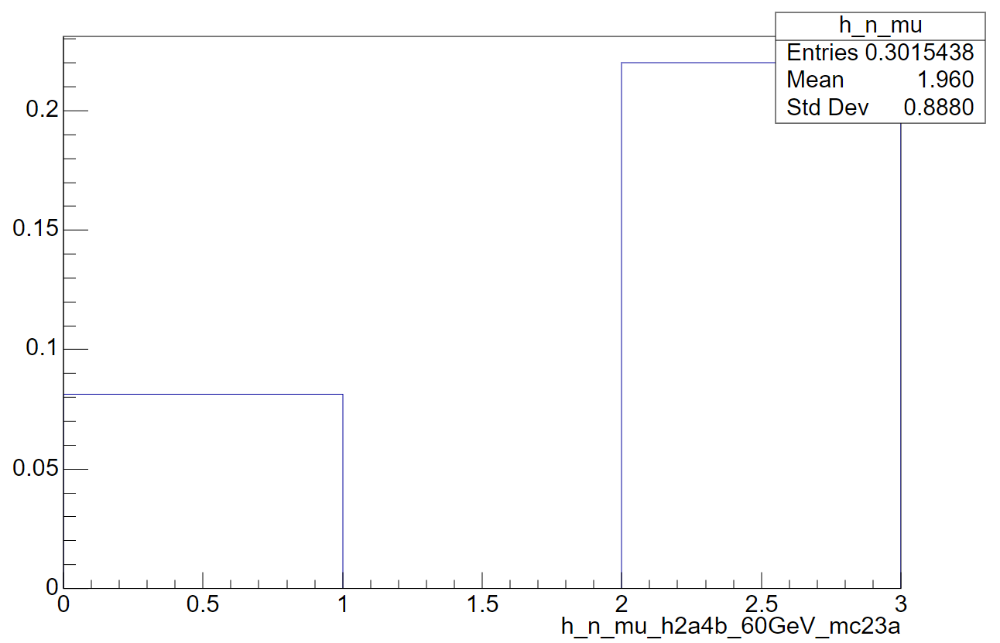 h_n_mu
Entries 0.3015438
Mean 1.960
Std Dev 0.8880
0.2
0.15
0.1
0.05
0
0 0.5 1 1.5 2 2.5 3
h_n_mu_h2a4b_60GeV_mc23a